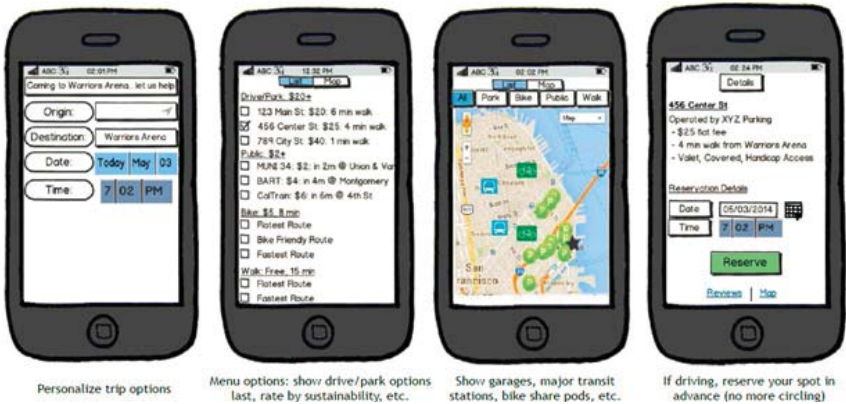 ABC 3G 02:01 PM
Coming to Warriors Arena...let us help
Origin:
Destination: Warriors Arena
Date: Today May 03
Time: 7 02 PM
Personalize trip options
ABC 3G 12:32 PM
List Map
Drive/Park: $20+
123 Main St: $20: 6 min walk
456 Center St: $25: 4 min walk
789 City St: $40: 1 min walk
Public: $2+
MUNI 34: $2: in 2m @ Union & Van
BART: $4: in 4m @ Montgomery
CalTran: $6: in 6m @ 4th St
Bike: $5, 8 min
Flatest Route
Bike Friendly Route
Fastest Route
Walk: Free, 15 min
Flatest Route
Fastest Route
Menu options: show drive/park options
last, rate by sustainability, etc.
ABC 3G 02:02 PM
List Map
All Park Bike Public Walk
Map
San
Francisco
Show garages, major transit
stations, bike share pods, etc.
ABC 3G 02:24 PM
Details
456 Center St
Operated by XYZ Parking
- $25 flat fee
- 4 min walk from Warriors Arena
- Valet, Covered, Handicap Access
Reservation Details
Date 05/03/2014
Time 7 02 PM
Reserve
Reviews | Map
If driving, reserve your spot in
advance (no more circling)